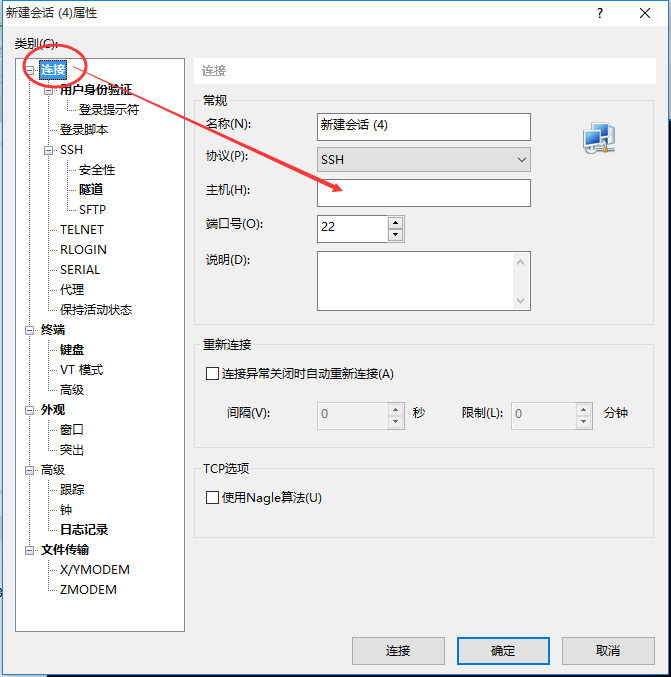 新建会话 (4)属性
?
类别(C):
连接
用户身份验证
登录提示符
登录脚本
SSH
安全性
隧道
SFTP
TELNET
RLOGIN
SERIAL
代理
保持活动状态
终端
键盘
VT 模式
高级
外观
窗口
突出
高级
跟踪
钟
日志记录
文件传输
X/YMODEM
ZMODEM
连接
常规
名称(N):
新建会话 (4)
协议(P):
SSH
主机(H):
端口号(O):
22
说明(D):
重新连接
连接异常关闭时自动重新连接(A)
间隔(V): 0 秒 限制(L): 0 分钟
TCP选项
使用Nagle算法(U)
连接 确定 取消